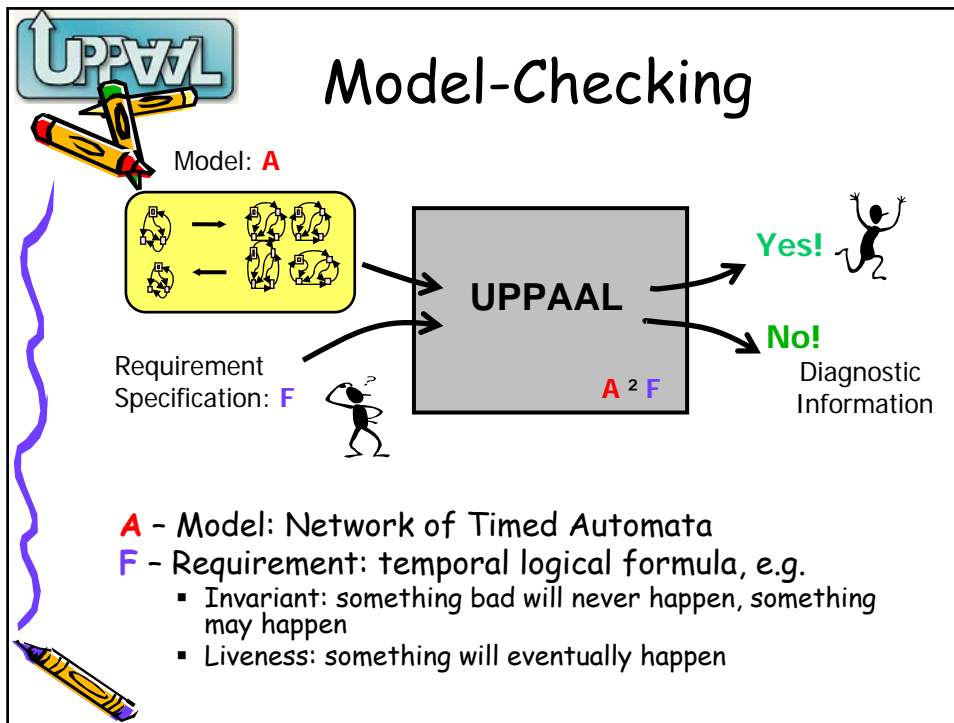 UPPAAL
Model-Checking
Model: A
UPPAAL
Yes!
No!
Requirement
Specification: F
?
A ² F
Diagnostic
Information
A – Model: Network of Timed Automata
F – Requirement: temporal logical formula, e.g.
▪ Invariant: something bad will never happen, something
may happen
▪ Liveness: something will eventually happen